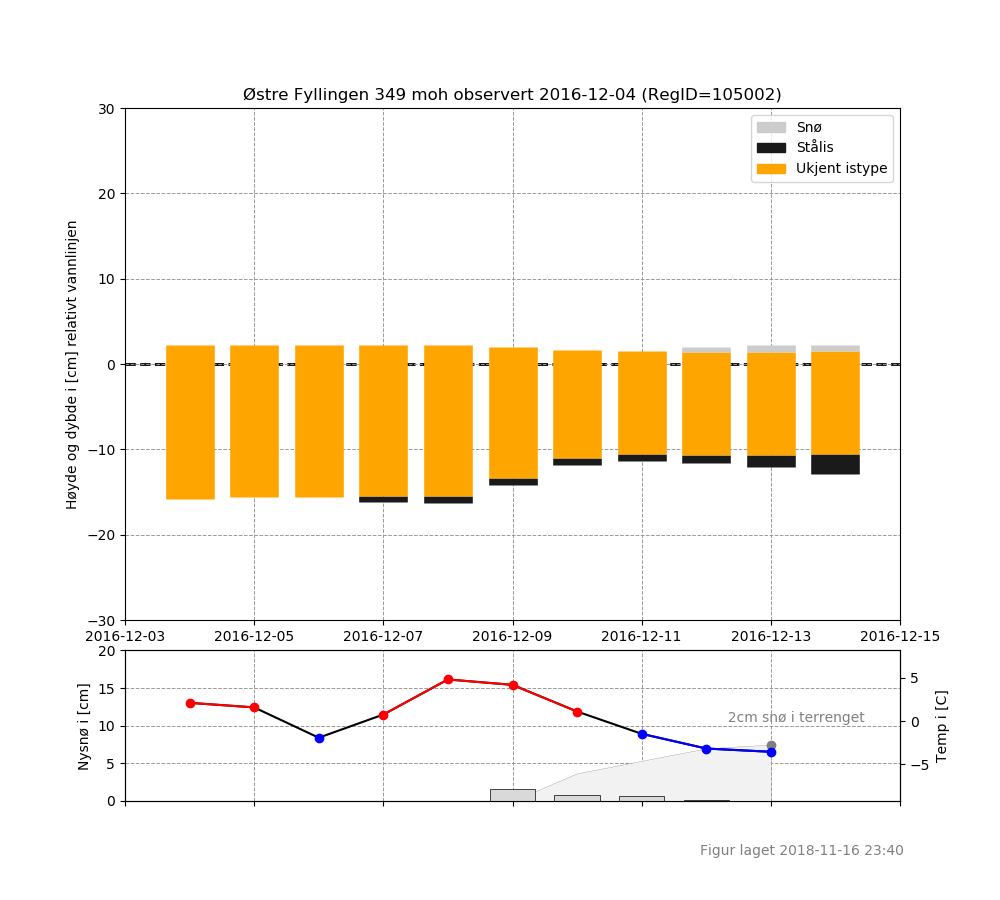 Østre Fyllingen 349 moh observert 2016-12-04 (RegID=105002)
Snø
Stålis
Ukjent istype
Høyde og dybde i [cm] relativt vannlinjen
30
20
10
0
−10
−20
−30
2016-12-03 2016-12-05 2016-12-07 2016-12-09 2016-12-11 2016-12-13 2016-12-15
Nysnø i [cm]
20
15
10
5
0
2cm snø i terrenget
5
0
−5
Temp i [C]
Figur laget 2018-11-16 23:40